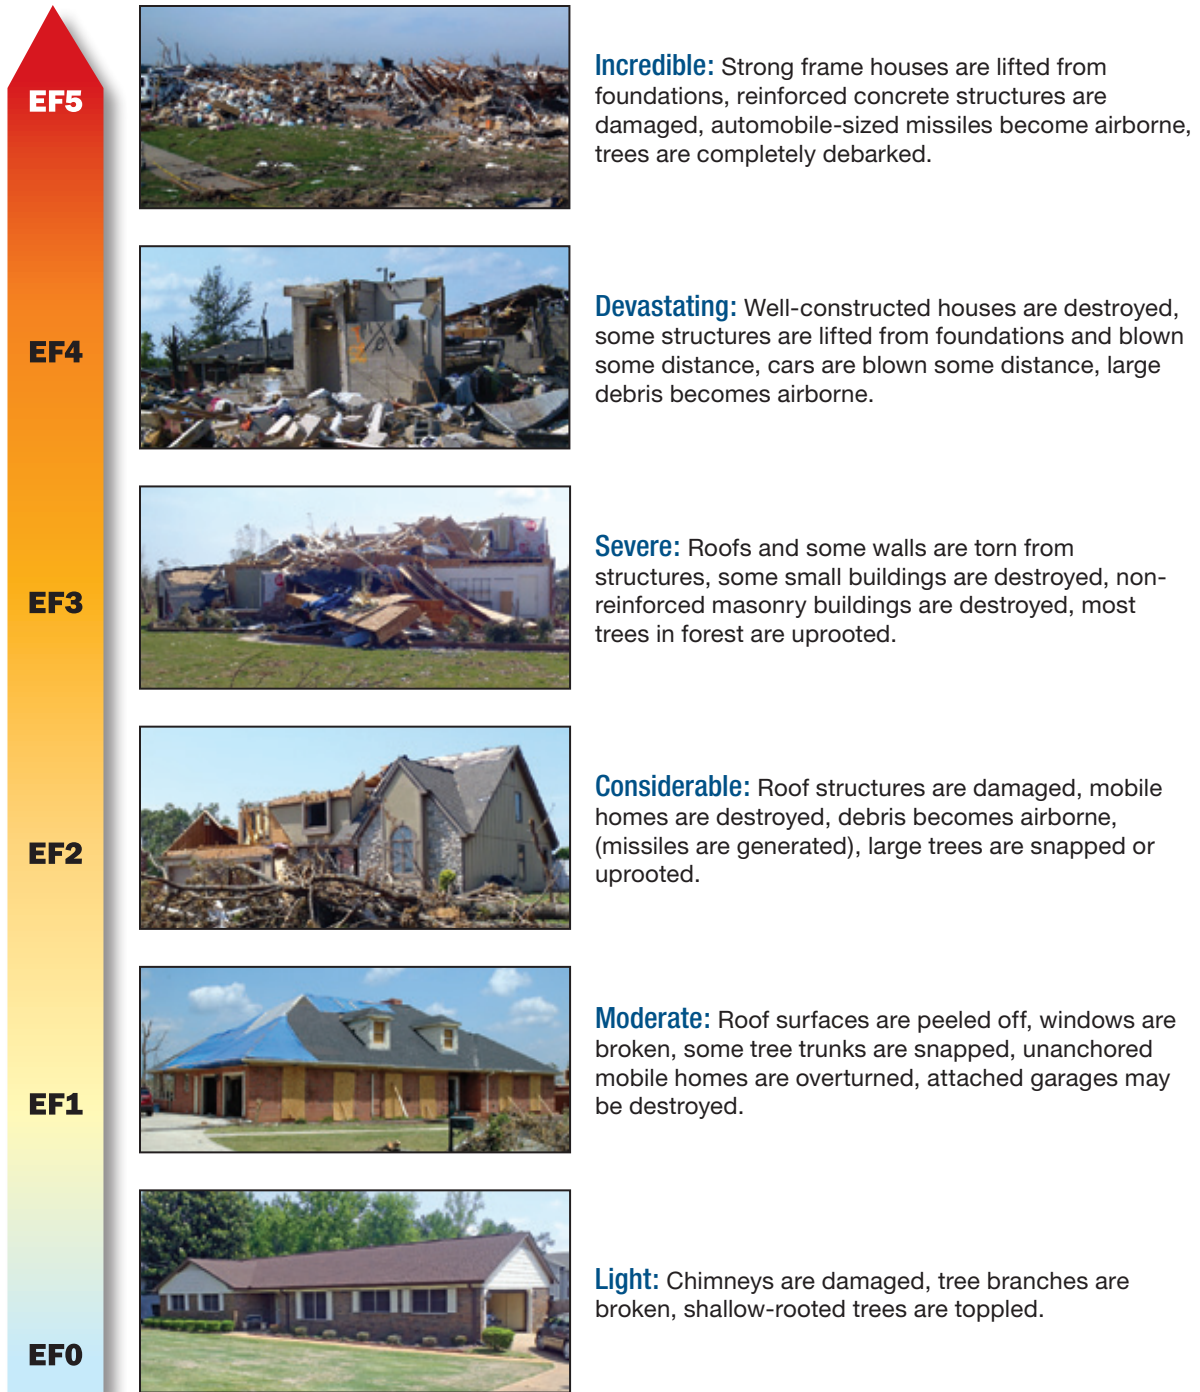 EF5
Incredible: Strong frame houses are lifted from
foundations, reinforced concrete structures are
damaged, automobile-sized missiles become airborne,
trees are completely debarked.
EF4
Devastating: Well-constructed houses are destroyed,
some structures are lifted from foundations and blown
some distance, cars are blown some distance, large
debris becomes airborne.
EF3
Severe: Roofs and some walls are torn from
structures, some small buildings are destroyed, non-
reinforced masonry buildings are destroyed, most
trees in forest are uprooted.
EF2
Considerable: Roof structures are damaged, mobile
homes are destroyed, debris becomes airborne,
(missiles are generated), large trees are snapped or
uprooted.
EF1
Moderate: Roof surfaces are peeled off, windows are
broken, some tree trunks are snapped, unanchored
mobile homes are overturned, attached garages may
be destroyed.
EF0
Light: Chimneys are damaged, tree branches are
broken, shallow-rooted trees are toppled.